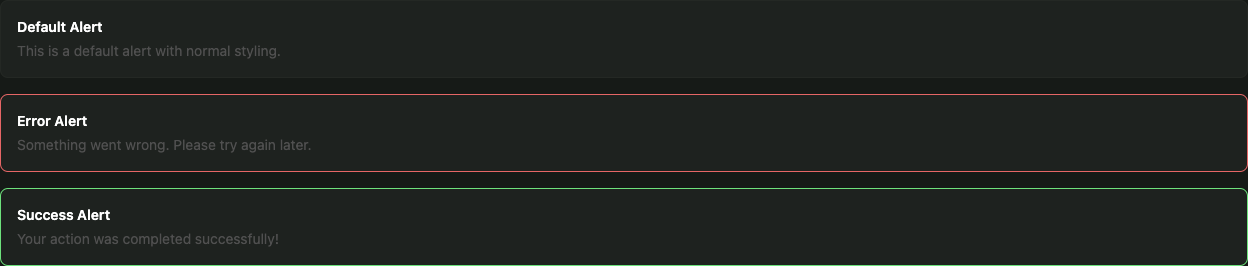 Default Alert
This is a default alert with normal styling.
Error Alert
Something went wrong. Please try again later.
Success Alert
Your action was completed successfully!